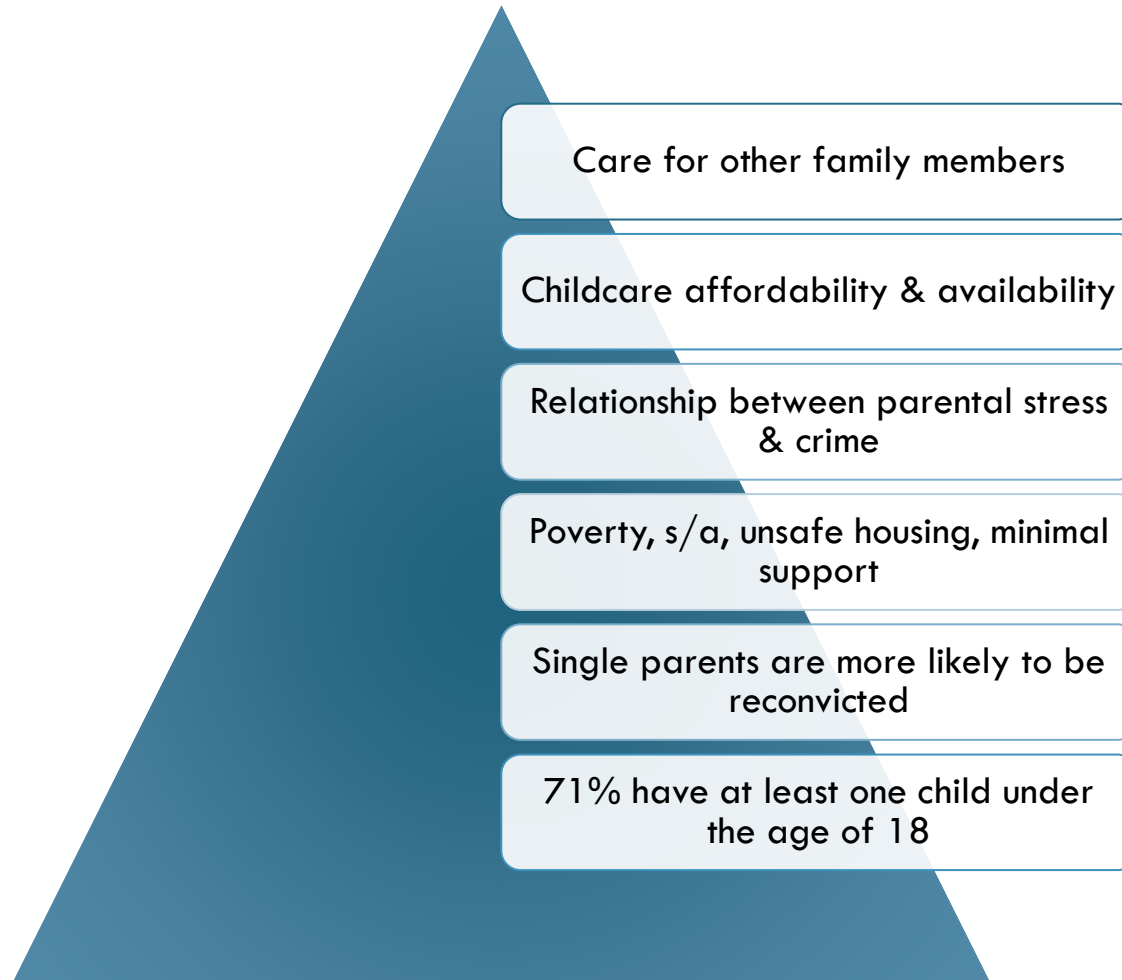 Care for other family members
Childcare affordability & availability
Relationship between parental stress
& crime
Poverty, s/a, unsafe housing, minimal
support
Single parents are more likely to be
reconvicted
71% have at least one child under
the age of 18